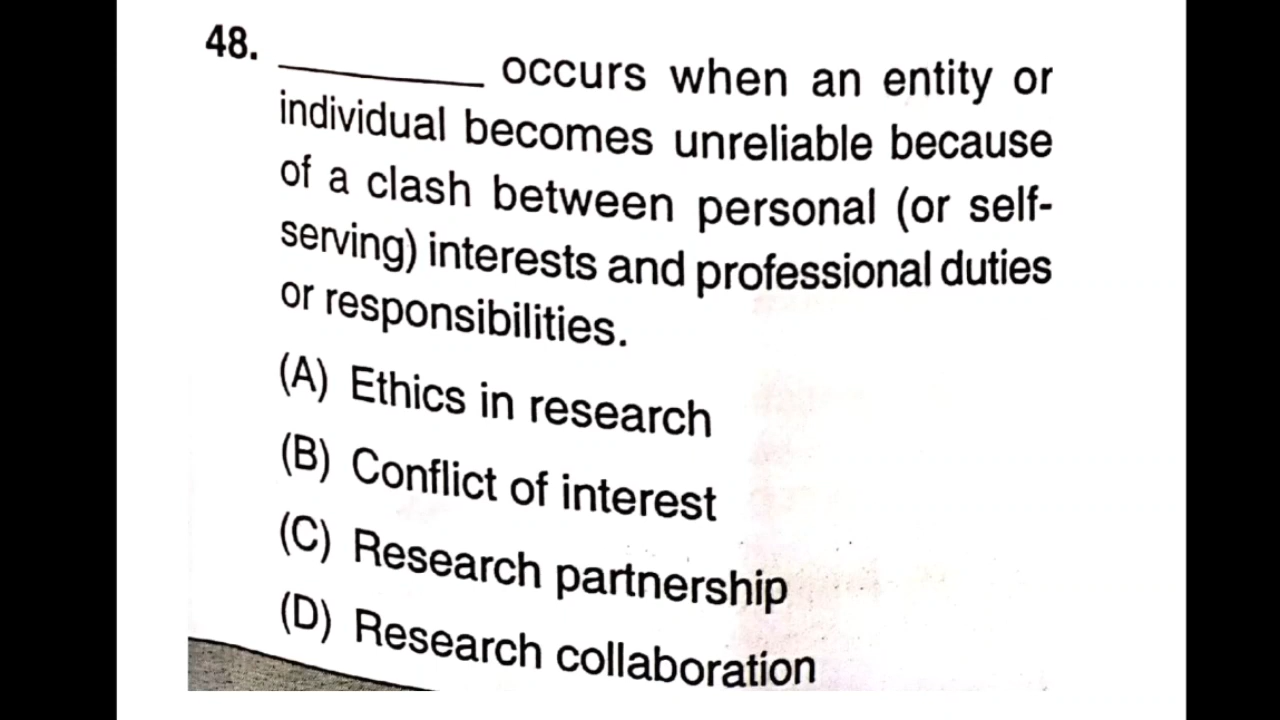 48. ________ occurs when an entity or
individual becomes unreliable because
of a clash between personal (or self-
serving) interests and professional duties
or responsibilities.
(A) Ethics in research
(B) Conflict of interest
(C) Research partnership
(D) Research collaboration